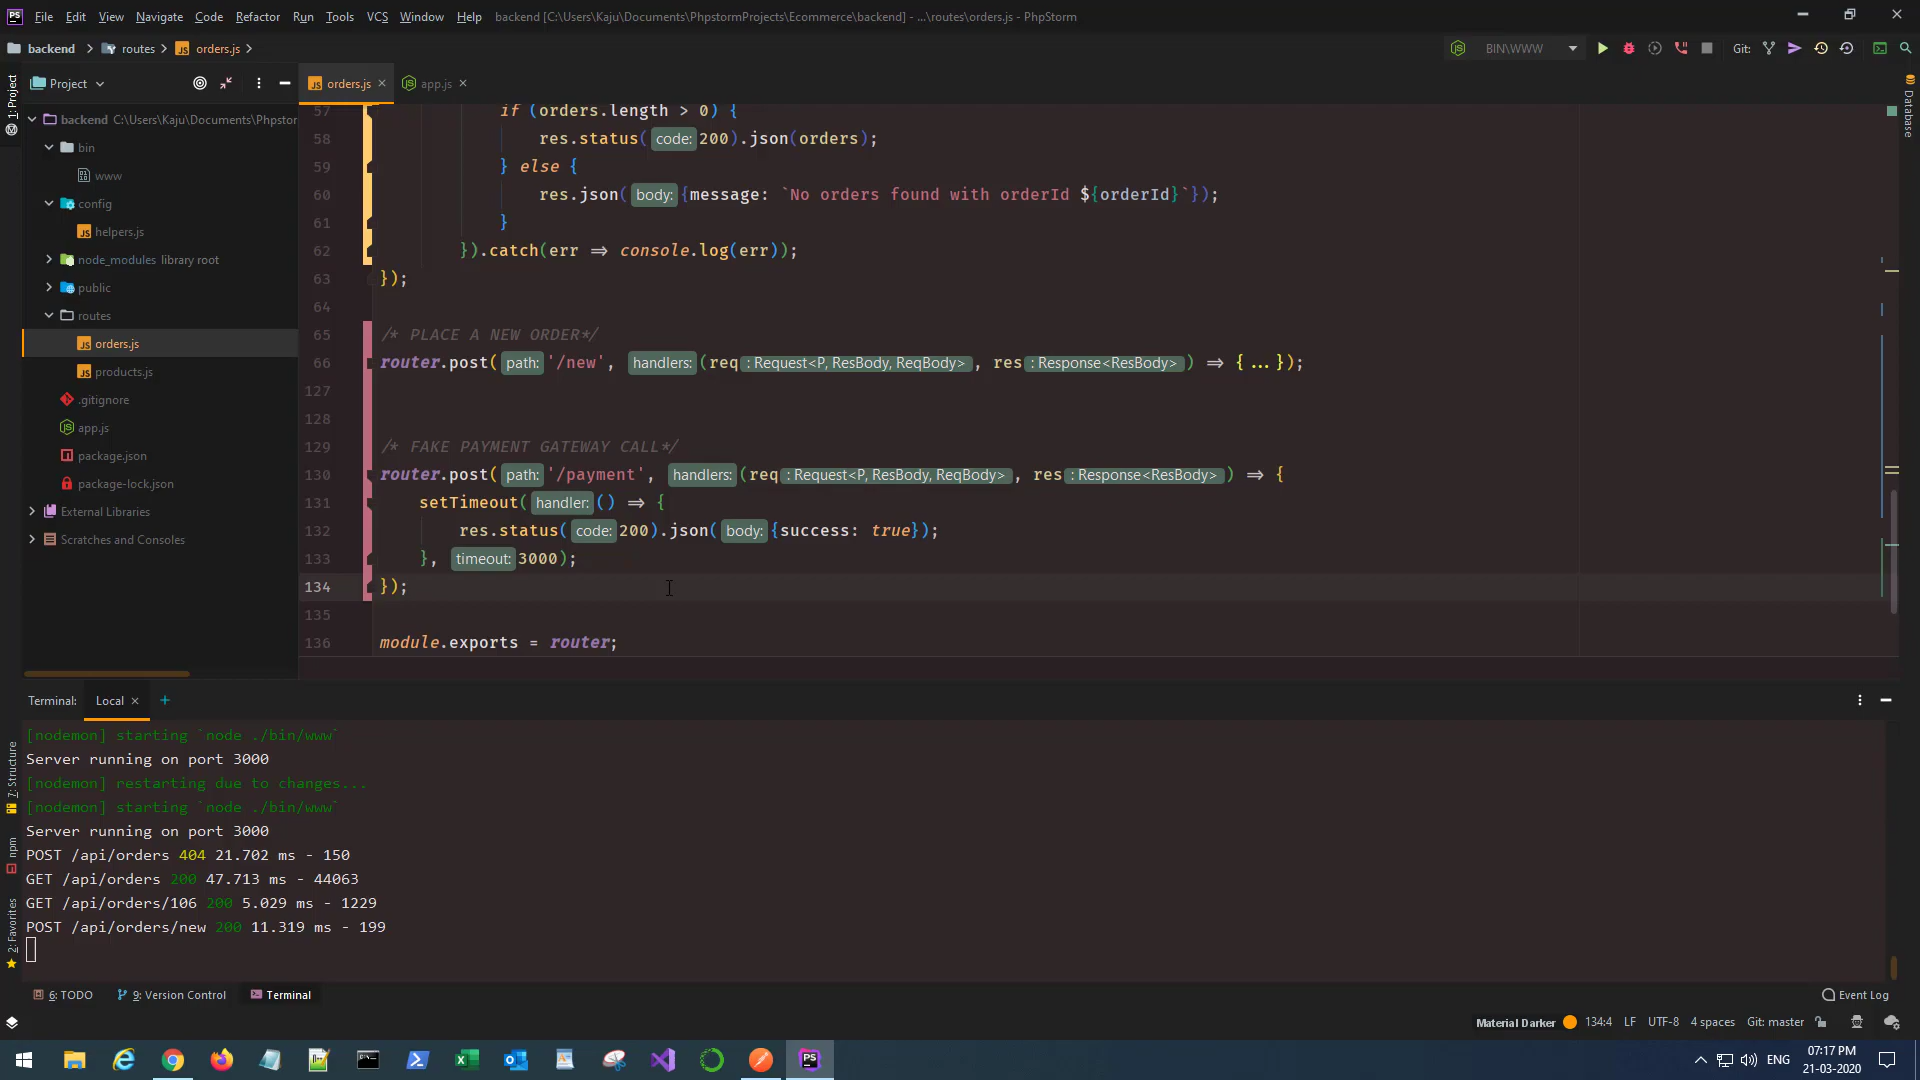 PS File Edit View Navigate Code Refactor Run Tools VCS Window Help backend [C:\Users\Kaju\Documents\PhpstormProjects\Ecommerce\backend] - ...\routes\orders.js - PhpStorm
backend routes orders.js BIN\WWW Git:
1: Project
Project
orders.js
app.js
Database
backend C:\Users\Kaju\Documents\Phpstor
bin
www
config
helpers.js
node_modules library root
public
routes
orders.js
products.js
.gitignore
app.js
package.json
package-lock.json
External Libraries
Scratches and Consoles
57 if (orders.length > 0) {
58 res.status( code: 200).json(orders);
59 } else {
60 res.json( body: {message: `No orders found with orderId ${orderId}`});
61 }
62 }).catch(err ⇒ console.log(err));
63 });
64
65 /* PLACE A NEW ORDER*/
66 router.post( path: '/new', handlers: (req : Request<P, ResBody, ReqBody> , res : Response<ResBody> ) ⇒ {...});
127
128
129 /* FAKE PAYMENT GATEWAY CALL*/
130 router.post( path: '/payment', handlers: (req : Request<P, ResBody, ReqBody> , res : Response<ResBody> ) ⇒ {
131 setTimeout( handler: () ⇒ {
132 res.status( code: 200).json( body: {success: true});
133 }, timeout: 3000);
134 });
135
136 module.exports = router;
Terminal: Local
[nodemon] starting `node ./bin/www`
Server running on port 3000
[nodemon] restarting due to changes...
[nodemon] starting `node ./bin/www`
Server running on port 3000
POST /api/orders 404 21.702 ms - 150
GET /api/orders 200 47.713 ms - 44063
GET /api/orders/106 200 5.029 ms - 1229
POST /api/orders/new 200 11.319 ms - 199
7: Structure
npm
2: Favorites
6: TODO 9: Version Control Terminal Event Log
Material Darker 134:4 LF UTF-8 4 spaces Git: master
ENG
07:17 PM
21-03-2020